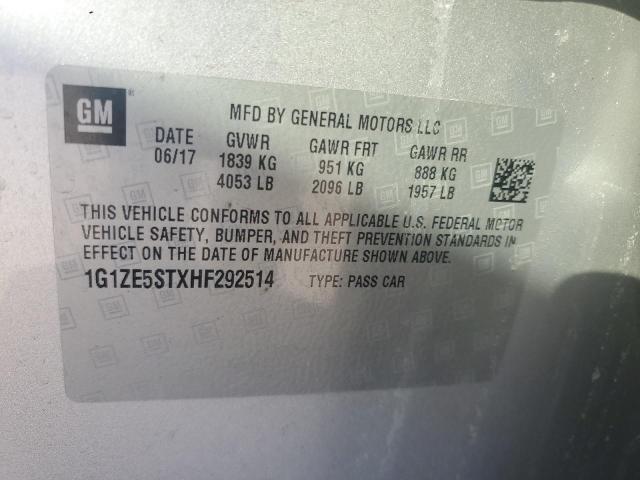 GM ®
MFD BY GENERAL MOTORS LLC
DATE GVWR GAWR FRT GAWR RR
06/17 1839 KG 951 KG 888 KG
4053 LB 2096 LB 1957 LB
THIS VEHICLE CONFORMS TO ALL APPLICABLE U.S. FEDERAL MOTOR
VEHICLE SAFETY, BUMPER, AND THEFT PREVENTION STANDARDS IN
EFFECT ON THE DATE OF MANUFACTURE SHOWN ABOVE.
1G1ZE5STXHF292514 TYPE: PASS CAR